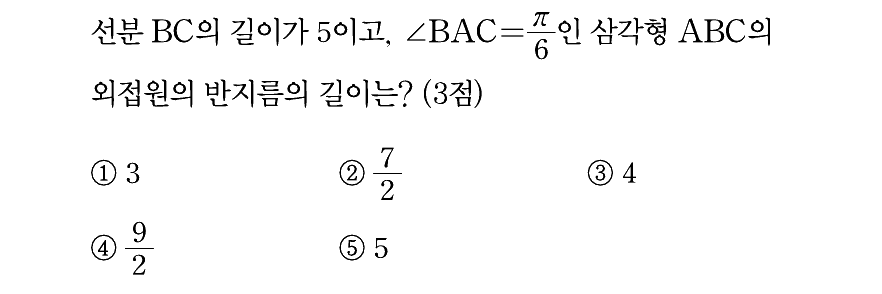 선분 BC의 길이가 5이고, ∠BAC=π/6인 삼각형 ABC의
외접원의 반지름의 길이는? (3점)
① 3 ② 7/2 ③ 4
④ 9/2 ⑤ 5